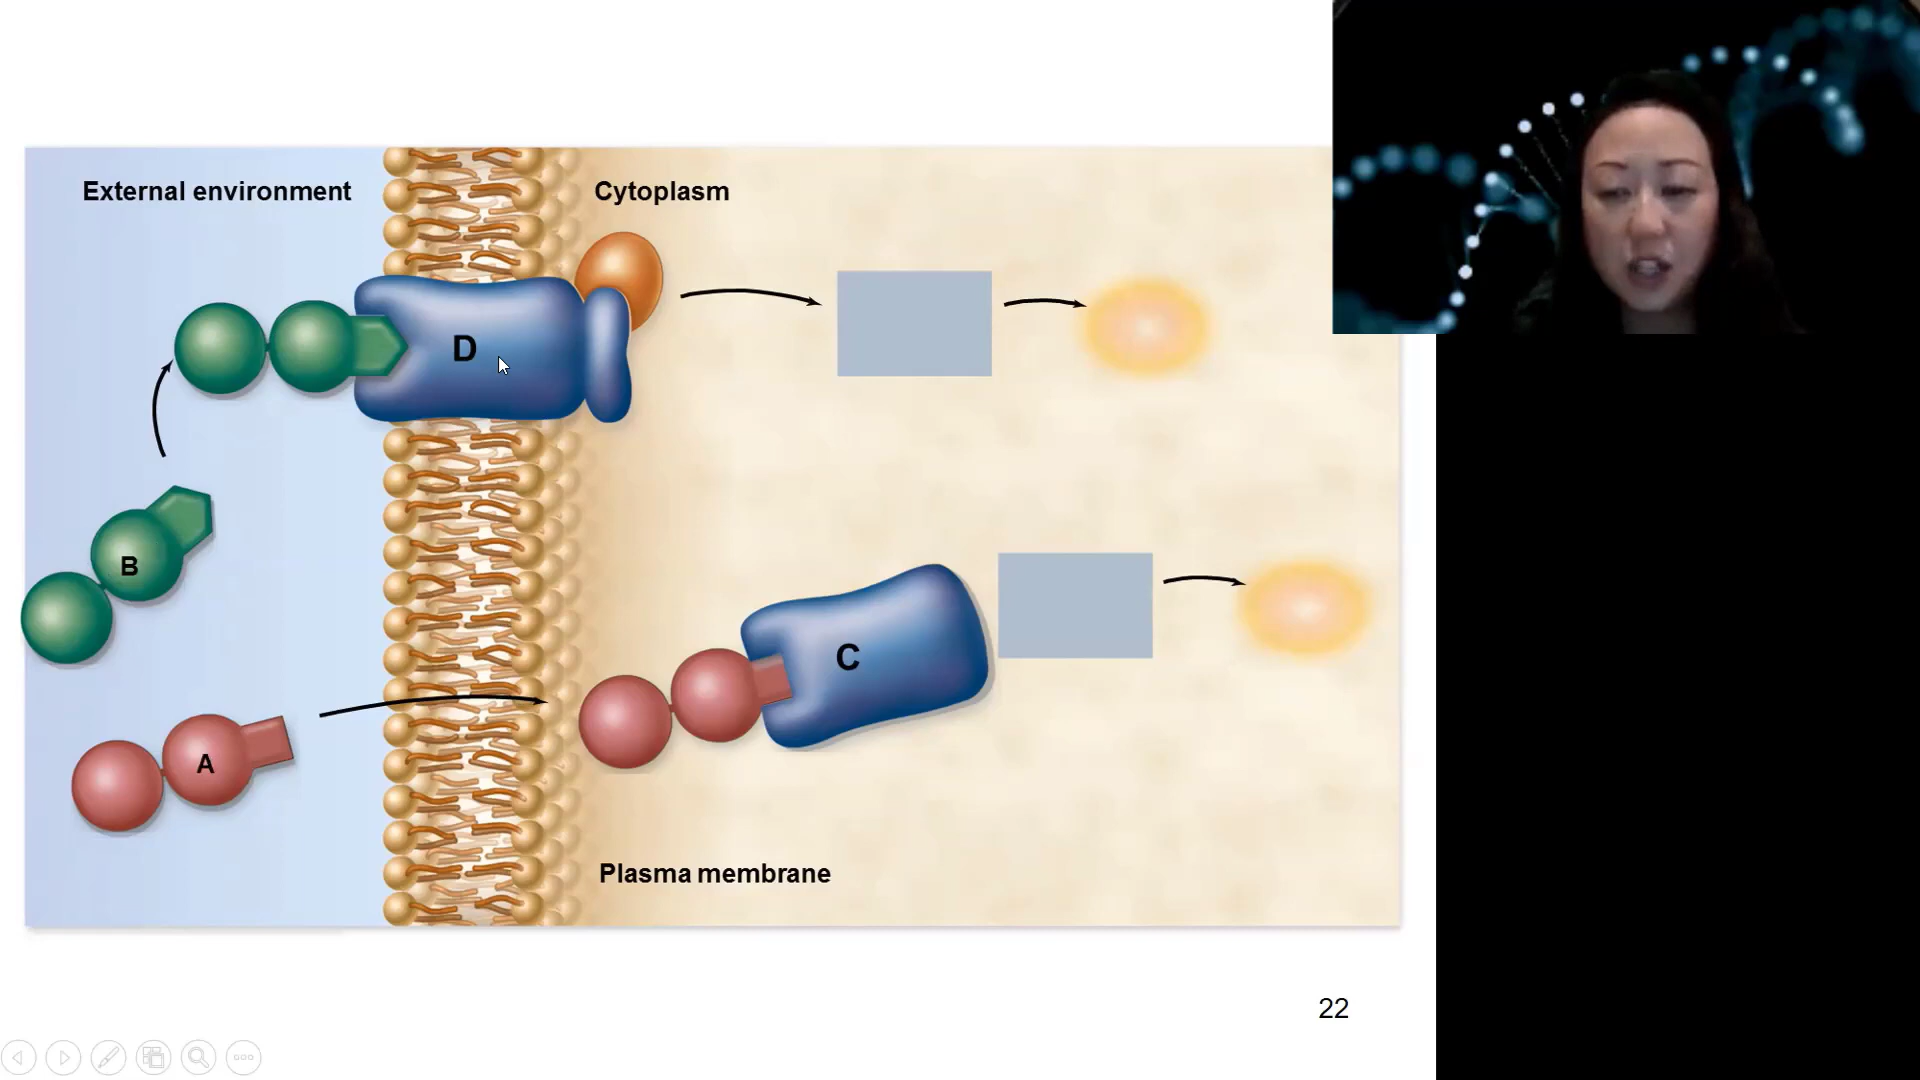 External environment
Cytoplasm
D
B
C
A
Plasma membrane
22